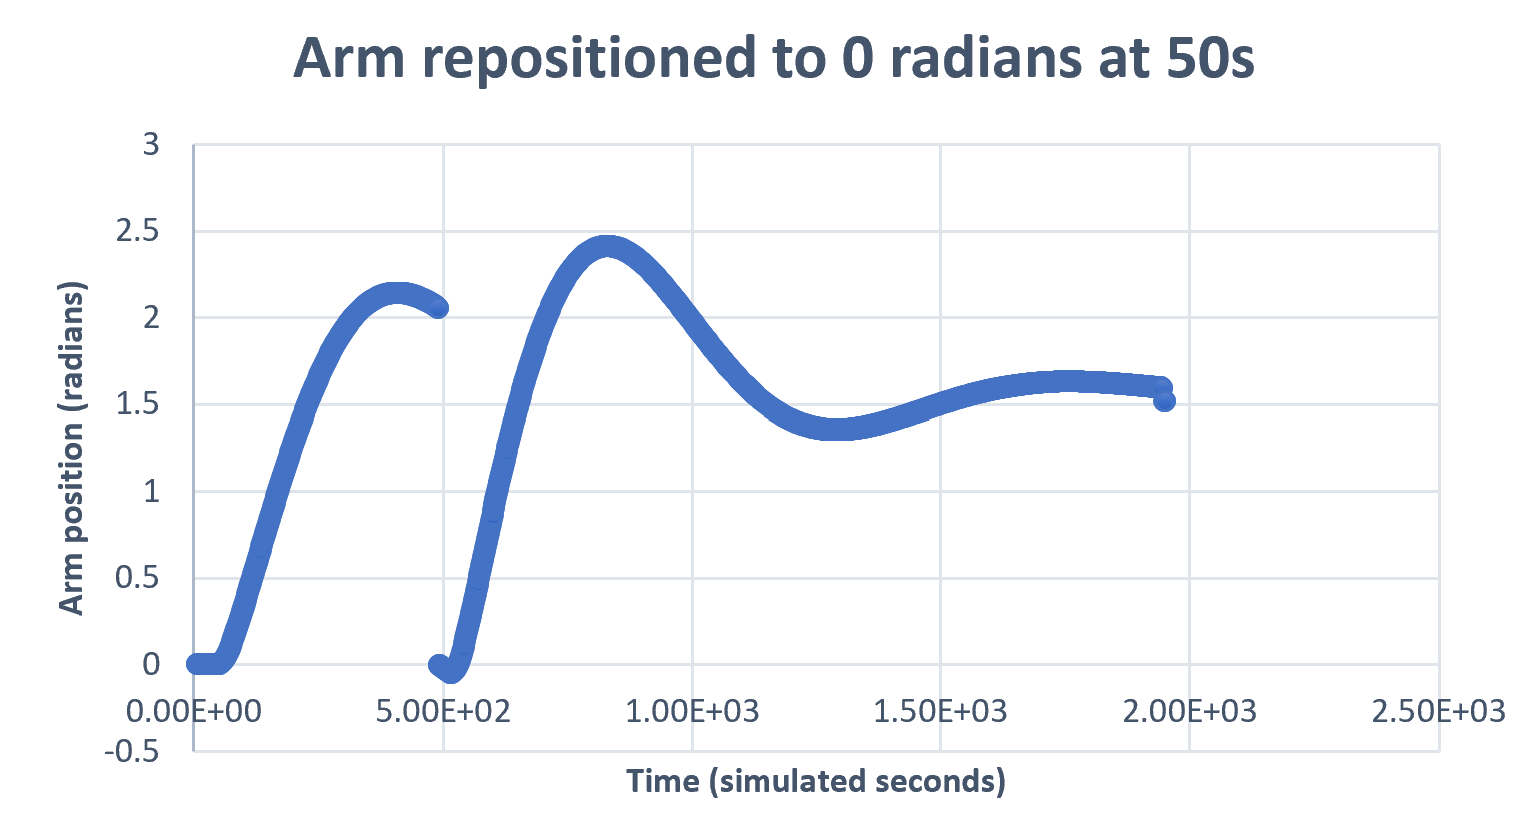 Arm repositioned to 0 radians at 50s
3
2.5
2
1.5
1
0.5
0
-0.5
Arm position (radians)
0.00E+00 5.00E+02 1.00E+03 1.50E+03 2.00E+03 2.50E+03
Time (simulated seconds)